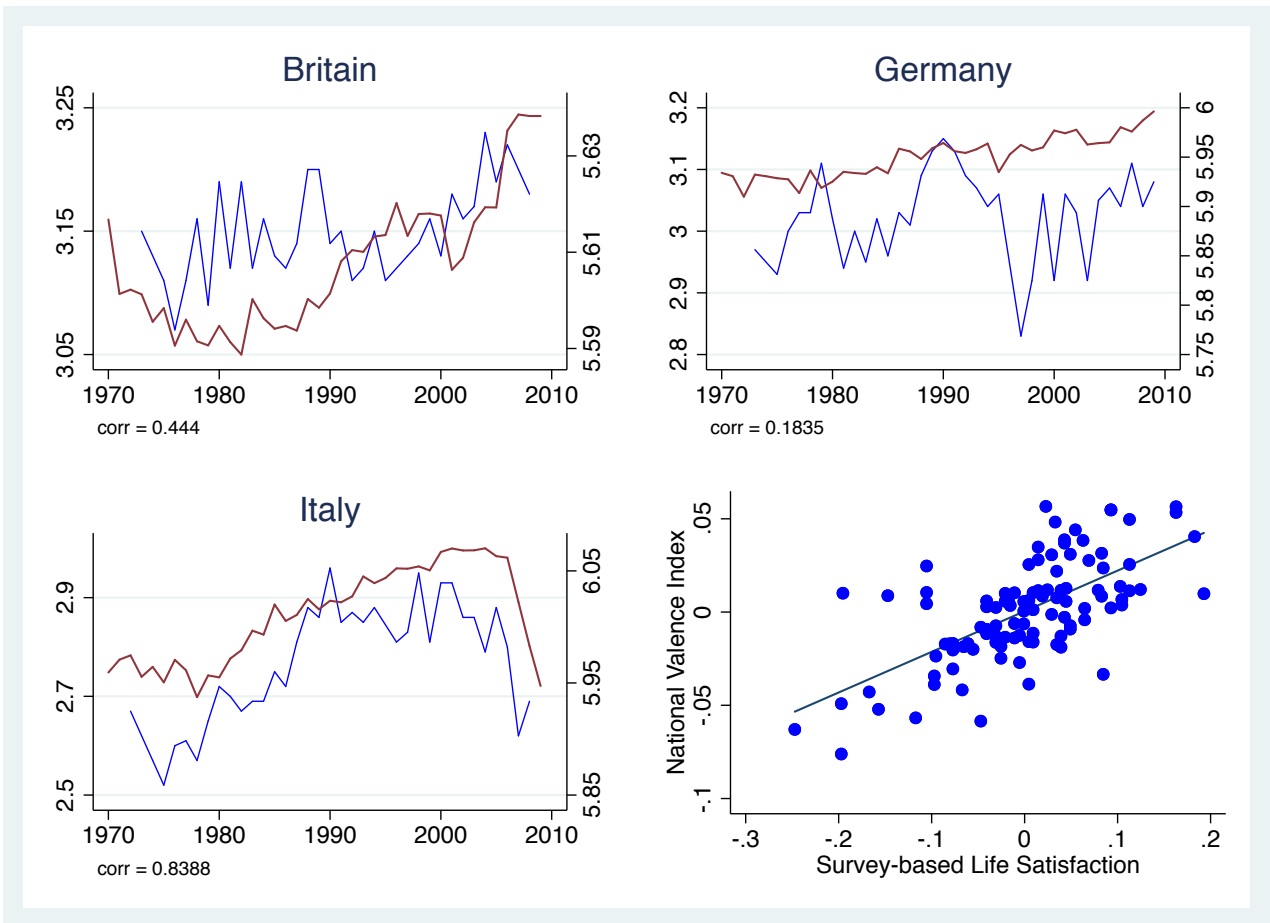 Britain
3.25
3.15
3.05
5.63
5.61
5.59
1970 1980 1990 2000 2010
corr = 0.444
Germany
3.2
3.1
3
2.9
2.8
6
5.95
5.9
5.85
5.8
5.75
1970 1980 1990 2000 2010
corr = 0.1835
Italy
2.9
2.7
2.5
6.05
5.95
5.85
1970 1980 1990 2000 2010
corr = 0.8388
National Valence Index
.05
0
-.05
-.1
-.3 -.2 -.1 0 .1 .2
Survey-based Life Satisfaction